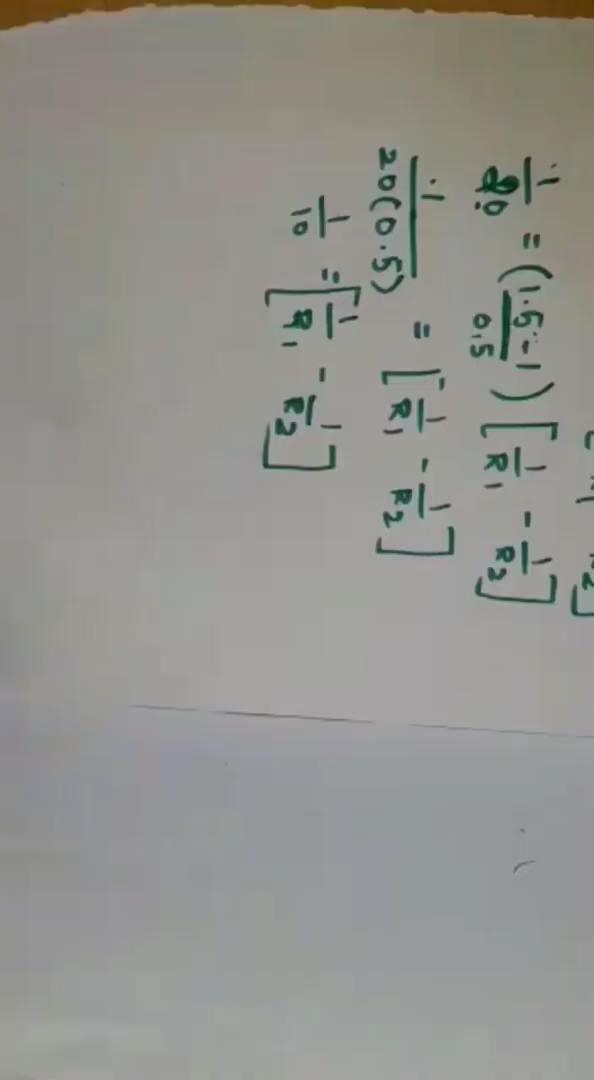 1/20 = (1.5-1) [1/R1 - 1/R2]
0.5
1/20(0.5) = [1/R1 - 1/R2]
1/10 = [1/R1 - 1/R2]